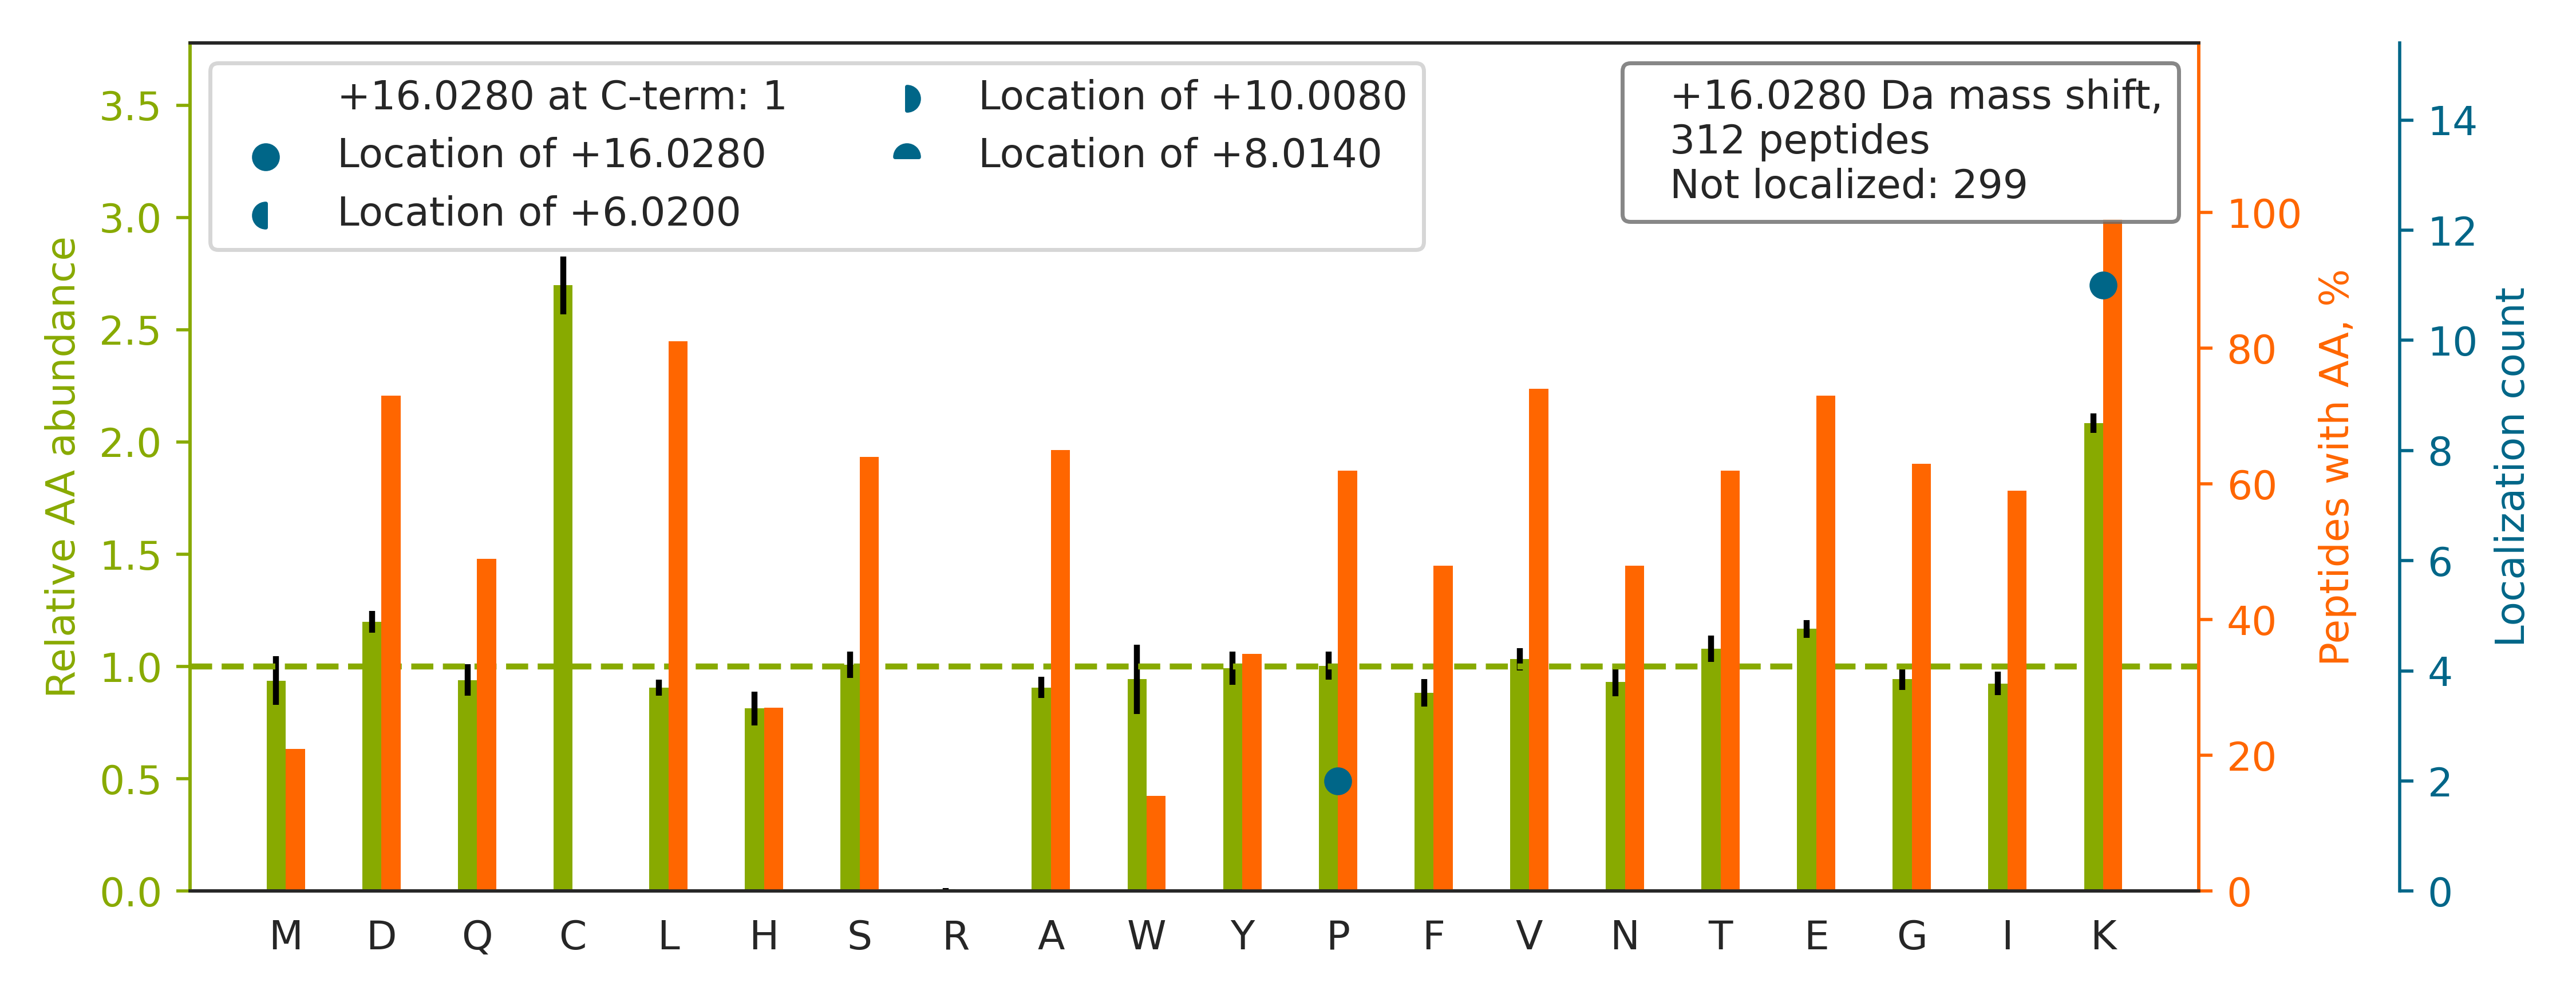 +16.0280 at C-term: 1
Location of +16.0280
Location of +6.0200
Location of +10.0080
Location of +8.0140
+16.0280 Da mass shift,
312 peptides
Not localized: 299
Relative AA abundance
3.5
3.0
2.5
2.0
1.5
1.0
0.5
0.0
M D Q C L H S R A W Y P F V N T E G I K
100
80
60
40
20
0
Peptides with AA, %
14
12
10
8
6
4
2
0
Localization count